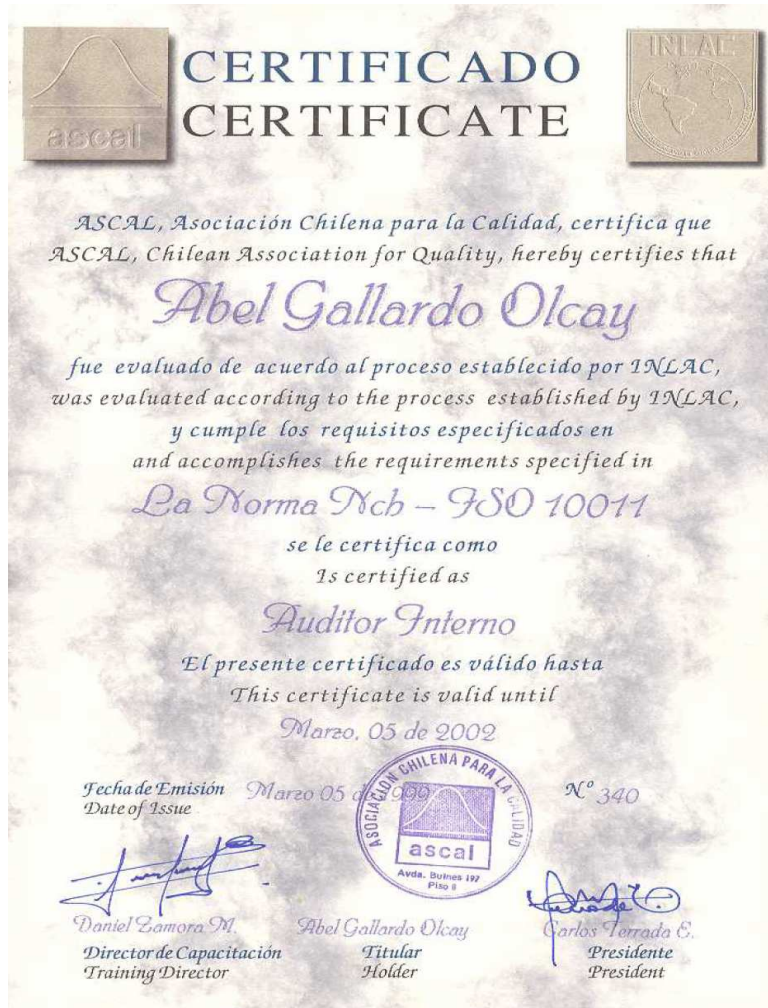 ascal
CERTIFICADO
CERTIFICATE
INLAC
ASCAL, Asociación Chilena para la Calidad, certifica que
ASCAL, Chilean Association for Quality, hereby certifies that
Abel Gallardo Olcay
fue evaluado de acuerdo al proceso establecido por INLAC,
was evaluated according to the process established by INLAC,
y cumple los requisitos especificados en
and accomplishes the requirements specified in
La Norma Nch – ISO 10011
se le certifica como
Is certified as
Auditor Interno
El presente certificado es válido hasta
This certificate is valid until
Marzo, 05 de 2002
Fecha de Emisión
Date of Issue
Marzo 05 de 1999
Nº 340
ASOCIACION CHILENA PARA LA CALIDAD
ascal
Avda. Bulnes 197
Piso 8
Daniel Zamora M.
Director de Capacitación
Training Director
Abel Gallardo Olcay
Titular
Holder
Carlos Terrada E.
Presidente
President